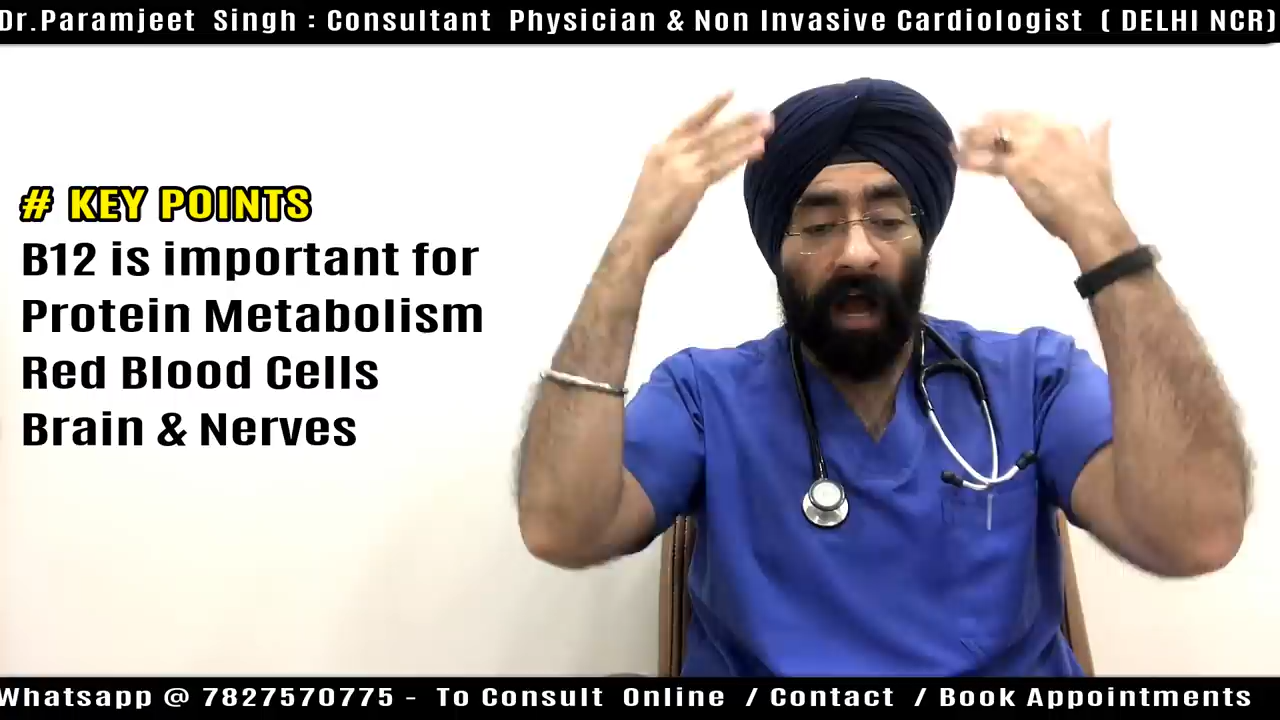 Dr.Paramjeet Singh : Consultant Physician & Non Invasive Cardiologist ( DELHI NCR)
# KEY POINTS
B12 is important for
Protein Metabolism
Red Blood Cells
Brain & Nerves
Whatsapp @ 7827570775 - To Consult Online / Contact / Book Appointments